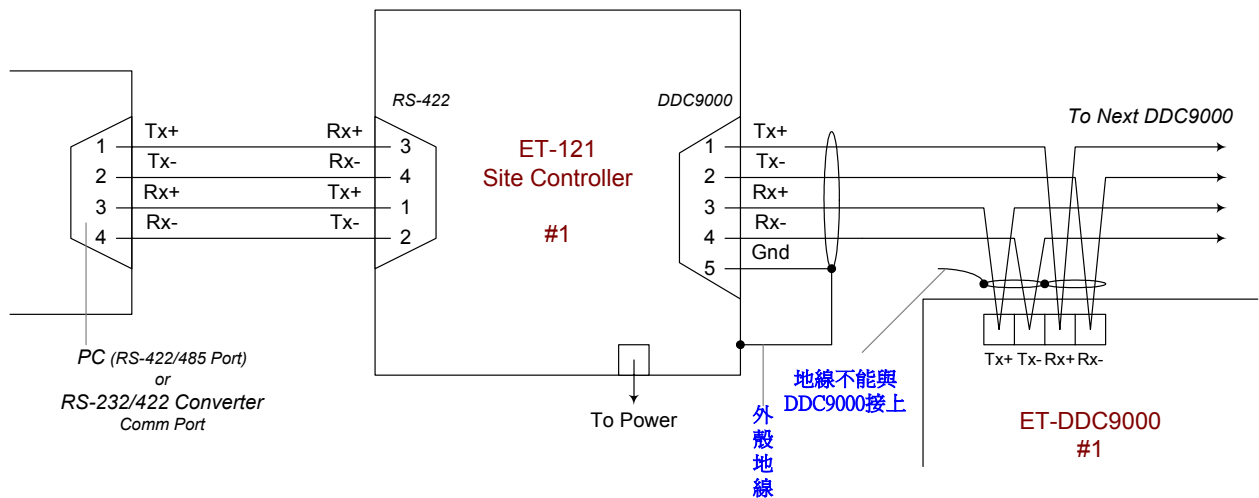 RS-422
DDC9000
To Next DDC9000
Tx+
Rx+
1
3
Tx-
Rx-
2
4
Rx+
Tx+
3
1
Rx-
Tx-
4
2
ET-121
Site Controller
#1
Tx+
1
Tx-
2
Rx+
3
Rx-
4
Gnd
5
PC (RS-422/485 Port)
or
RS-232/422 Converter
Comm Port
To Power
外
殼
地
線
地線不能與
DDC9000接上
Tx+ Tx- Rx+ Rx-
ET-DDC9000
#1